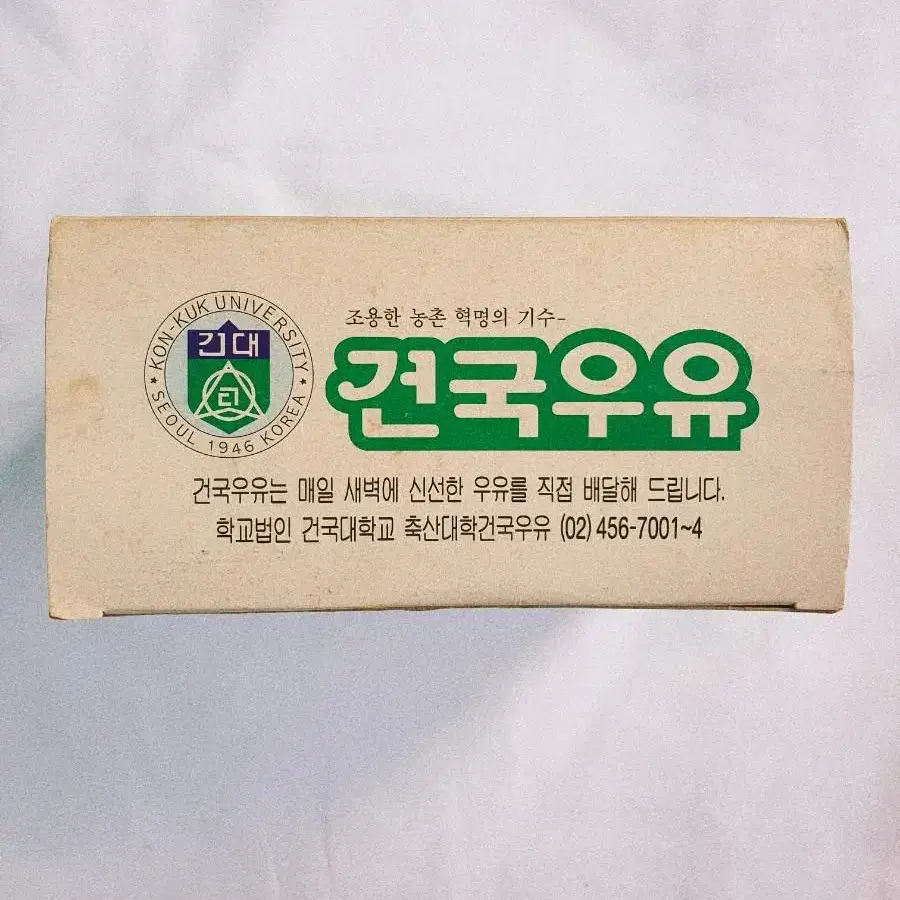 KON-KUK UNIVERSITY
SEOUL 1946 KOREA
건대
조용한 농촌 혁명의 기수-
건국우유
건국우유는 매일 새벽에 신선한 우유를 직접 배달해 드립니다.
학교법인 건국대학교 축산대학건국우유 (02) 456-7001~4